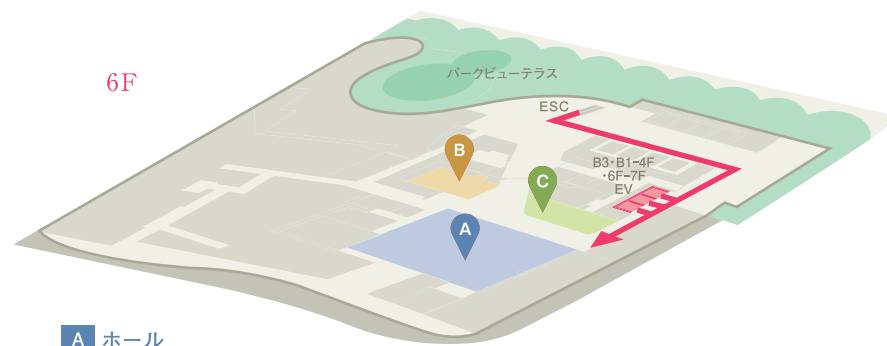 6F
パークビューテラス
ESC
B
B3・B1-4F
・6F-7F
EV
C
A
A ホール